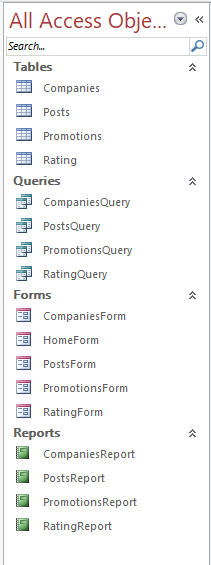 All Access Obje...
Search...
Tables
Companies
Posts
Promotions
Rating
Queries
CompaniesQuery
PostsQuery
PromotionsQuery
RatingQuery
Forms
CompaniesForm
HomeForm
PostsForm
PromotionsForm
RatingForm
Reports
CompaniesReport
PostsReport
PromotionsReport
RatingReport